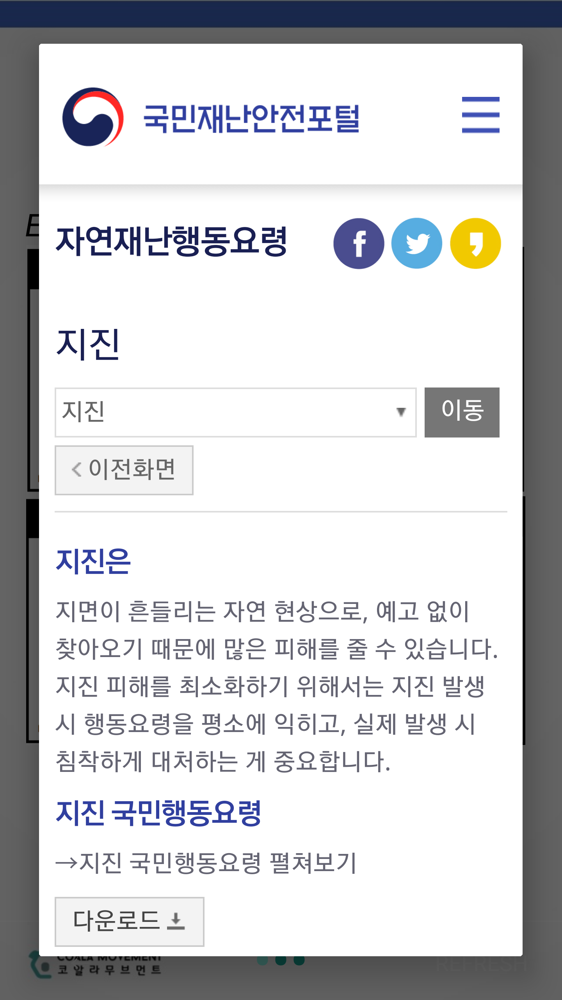 국민재난안전포털
자연재난행동요령
지진
지진 ▼
이동
이전화면
지진은
지면이 흔들리는 자연 현상으로, 예고 없이
찾아오기 때문에 많은 피해를 줄 수 있습니다.
지진 피해를 최소화하기 위해서는 지진 발생
시 행동요령을 평소에 익히고, 실제 발생 시
침착하게 대처하는 게 중요합니다.
지진 국민행동요령
→지진 국민행동요령 펼쳐보기
다운로드
COALA MOVEMENT
코알라무브먼트
REFRESH